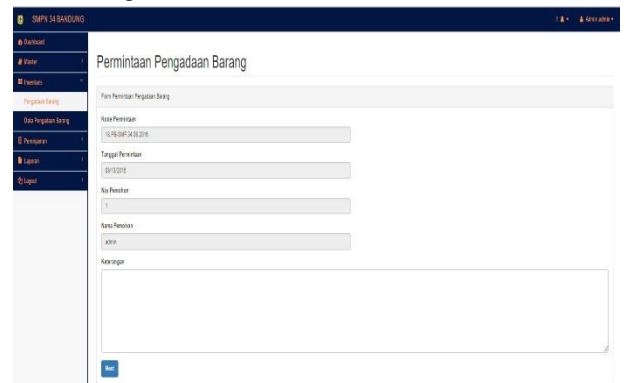 SMPN 34 BANDUNG
Admin admin
Dashboard
Master
Permintaan Pengadaan Barang
Inventaris
Form Permintaan Pengadaan Barang
Pengadaan Barang
Kode Permintaan
Data Pengadaan Barang
Peminjaman
Tanggal Permintaan
Laporan
Logout
Nip Pemohon
1
Nama Pemohon
admin
Keterangan
Next